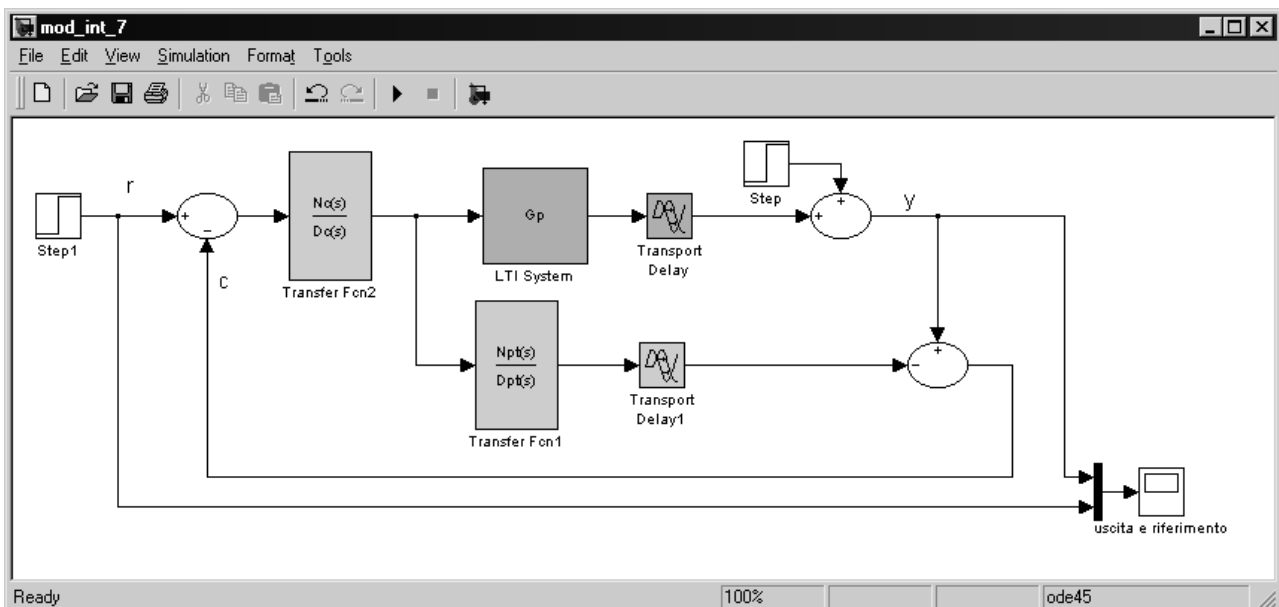 mod_int_7
File Edit View Simulation Format Tools
r
Step1
+
−
c
Nc(s)
Dc(s)
Transfer Fcn2
Gp
LTI System
Transport
Delay
Step
+
+
y
Npt(s)
Dpt(s)
Transfer Fcn1
Transport
Delay1
+
−
uscita e riferimento
Ready 100% ode45